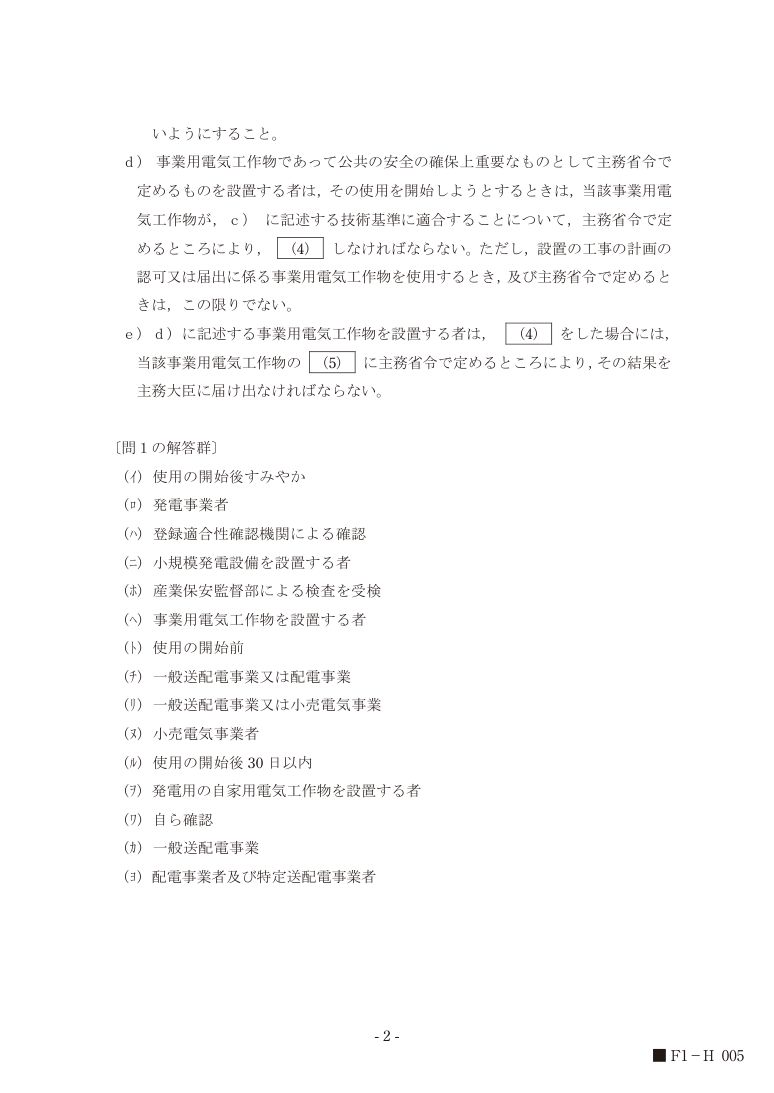 いようにすること。
ｄ） 事業用電気工作物であって公共の安全の確保上重要なものとして主務省令で
定めるものを設置する者は，その使用を開始しようとするときは，当該事業用電
気工作物が，ｃ） に記述する技術基準に適合することについて，主務省令で定
めるところにより， (4) しなければならない。ただし，設置の工事の計画の
認可又は届出に係る事業用電気工作物を使用するとき，及び主務省令で定めると
きは，この限りでない。
ｅ）ｄ）に記述する事業用電気工作物を設置する者は， (4) をした場合には，
当該事業用電気工作物の (5) に主務省令で定めるところにより，その結果を
主務大臣に届け出なければならない。
〔問１の解答群〕
(ｲ) 使用の開始後すみやか
(ﾛ) 発電事業者
(ﾊ) 登録適合性確認機関による確認
(ﾆ) 小規模発電設備を設置する者
(ﾎ) 産業保安監督部による検査を受検
(ﾍ) 事業用電気工作物を設置する者
(ﾄ) 使用の開始前
(ﾁ) 一般送配電事業又は配電事業
(ﾘ) 一般送配電事業又は小売電気事業
(ﾇ) 小売電気事業者
(ﾙ) 使用の開始後 30 日以内
(ｦ) 発電用の自家用電気工作物を設置する者
(ﾜ) 自ら確認
(ｶ) 一般送配電事業
(ﾖ) 配電事業者及び特定送配電事業者
- 2 -
■ F1－H 005